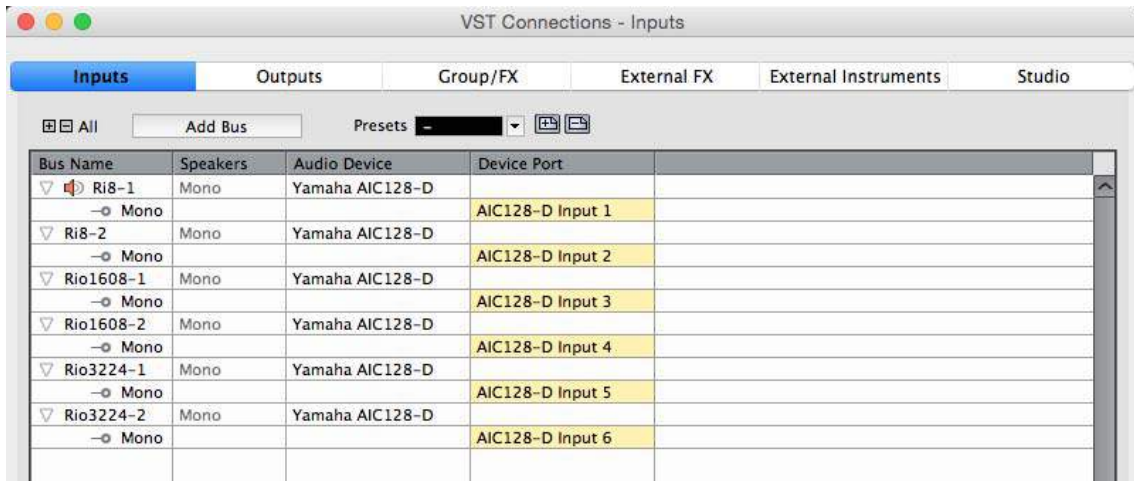 VST Connections - Inputs
Inputs Outputs Group/FX External FX External Instruments Studio
All Add Bus Presets –
Bus Name Speakers Audio Device Device Port
Ri8-1 Mono Yamaha AIC128-D
Mono AIC128-D Input 1
Ri8-2 Mono Yamaha AIC128-D
Mono AIC128-D Input 2
Rio1608-1 Mono Yamaha AIC128-D
Mono AIC128-D Input 3
Rio1608-2 Mono Yamaha AIC128-D
Mono AIC128-D Input 4
Rio3224-1 Mono Yamaha AIC128-D
Mono AIC128-D Input 5
Rio3224-2 Mono Yamaha AIC128-D
Mono AIC128-D Input 6